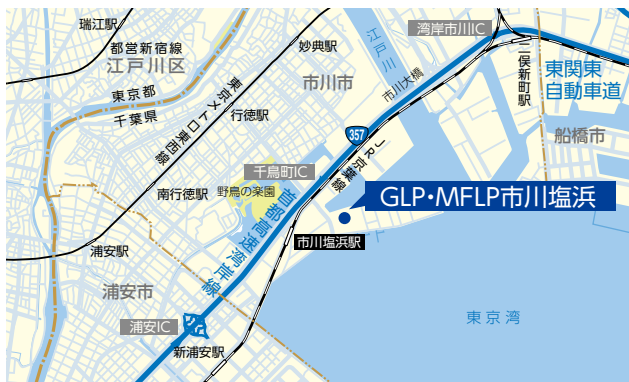 瑞江駅
都営新宿線
江戸川区
東京都
千葉県
妙典駅
市川市
東京メトロ東西線
行徳駅
江戸川
湾岸市川IC
市川大橋
二俣新町駅
東関東
自動車道
船橋市
357
JR京葉線
千鳥町IC
野鳥の楽園
南行徳駅
首都高速湾岸線
GLP・MFLP市川塩浜
市川塩浜駅
浦安駅
浦安市
浦安IC
新浦安駅
東京湾